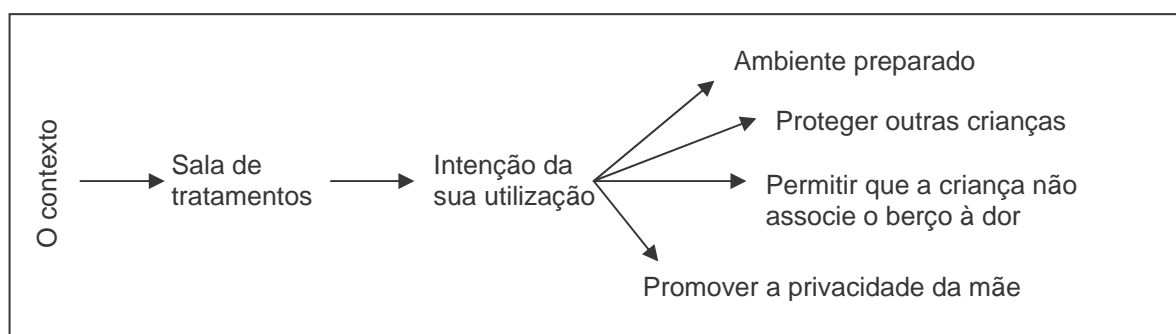 O contexto
Sala de
tratamentos
Intenção da
sua utilização
Ambiente preparado
Proteger outras crianças
Permitir que a criança não
associe o berço à dor
Promover a privacidade da mãe